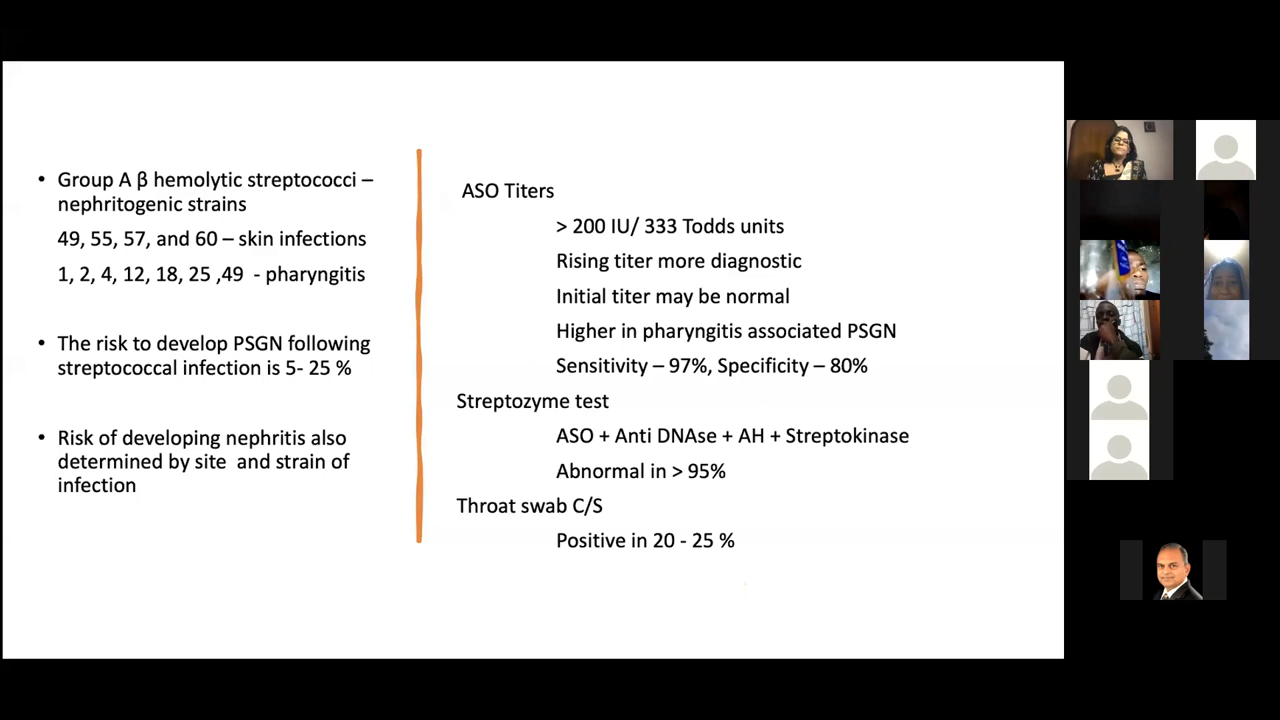 • Group A β hemolytic streptococci –
nephritogenic strains
49, 55, 57, and 60 – skin infections
1, 2, 4, 12, 18, 25 ,49  - pharyngitis
• The risk to develop PSGN following
streptococcal infection is 5- 25 %
• Risk of developing nephritis also
determined by site  and strain of
infection
ASO Titers
> 200 IU/ 333 Todds units
Rising titer more diagnostic
Initial titer may be normal
Higher in pharyngitis associated PSGN
Sensitivity – 97%, Specificity – 80%
Streptozyme test
ASO + Anti DNAse + AH + Streptokinase
Abnormal in > 95%
Throat swab C/S
Positive in 20 - 25 %